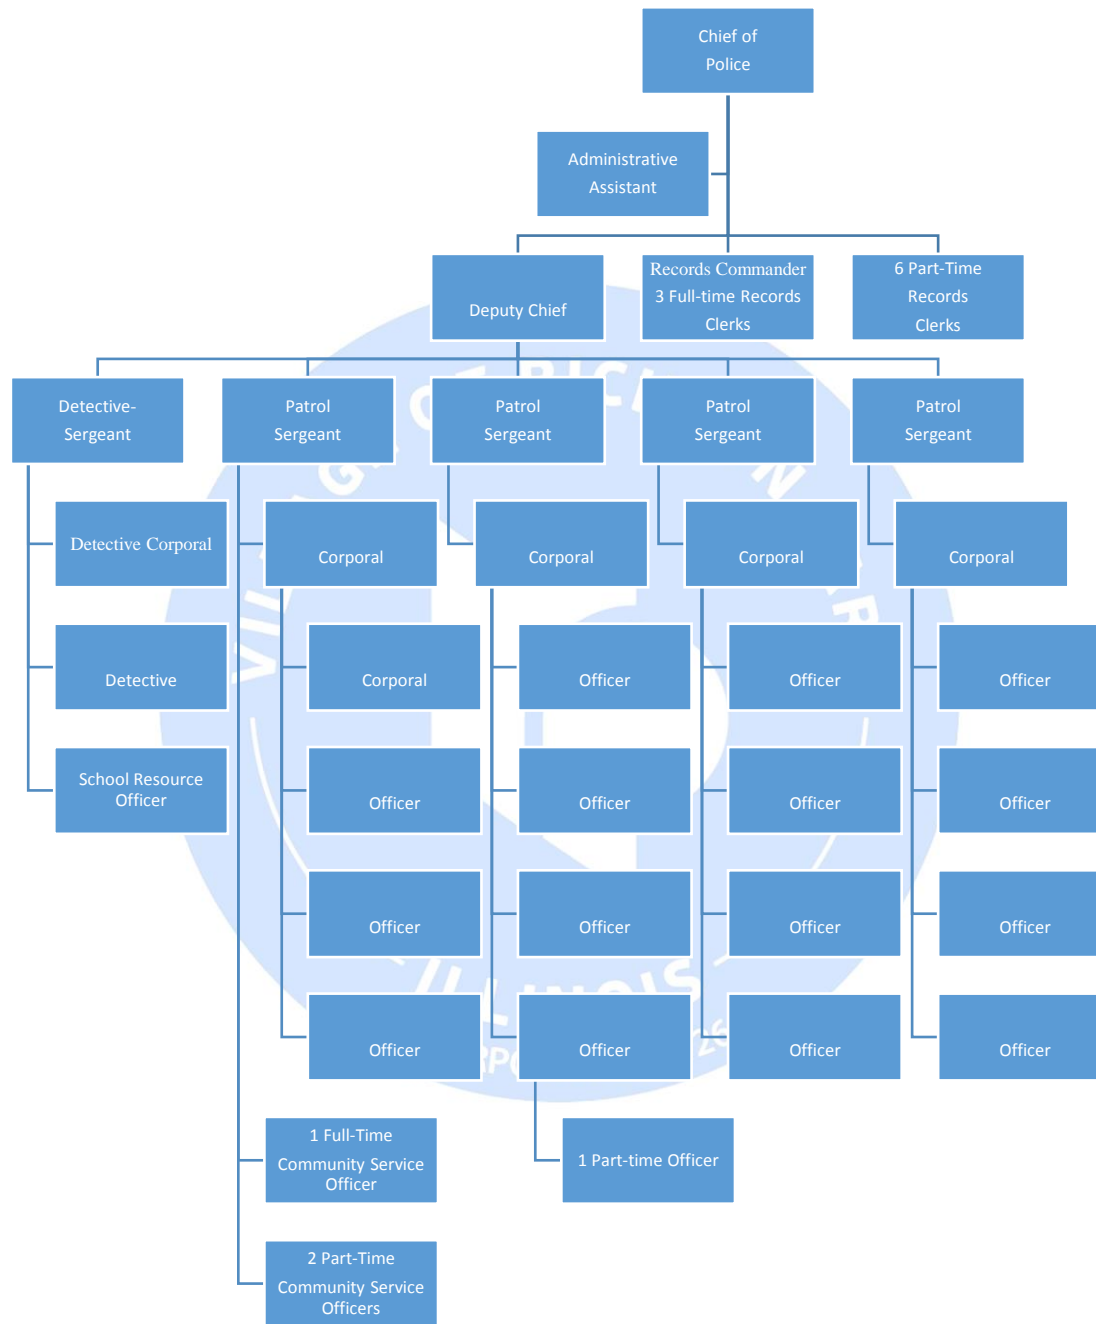 Chief of
Police
Administrative
Assistant
Deputy Chief
Records Commander
3 Full-time Records
Clerks
6 Part-Time
Records
Clerks
Detective-
Sergeant
Patrol
Sergeant
Patrol
Sergeant
Patrol
Sergeant
Patrol
Sergeant
Detective Corporal
Corporal
Corporal
Corporal
Corporal
Detective
Corporal
Officer
Officer
Officer
School Resource
Officer
Officer
Officer
Officer
Officer
Officer
Officer
Officer
Officer
Officer
Officer
Officer
Officer
1 Full-Time
Community Service
Officer
1 Part-time Officer
2 Part-Time
Community Service
Officers
ILLINOIS